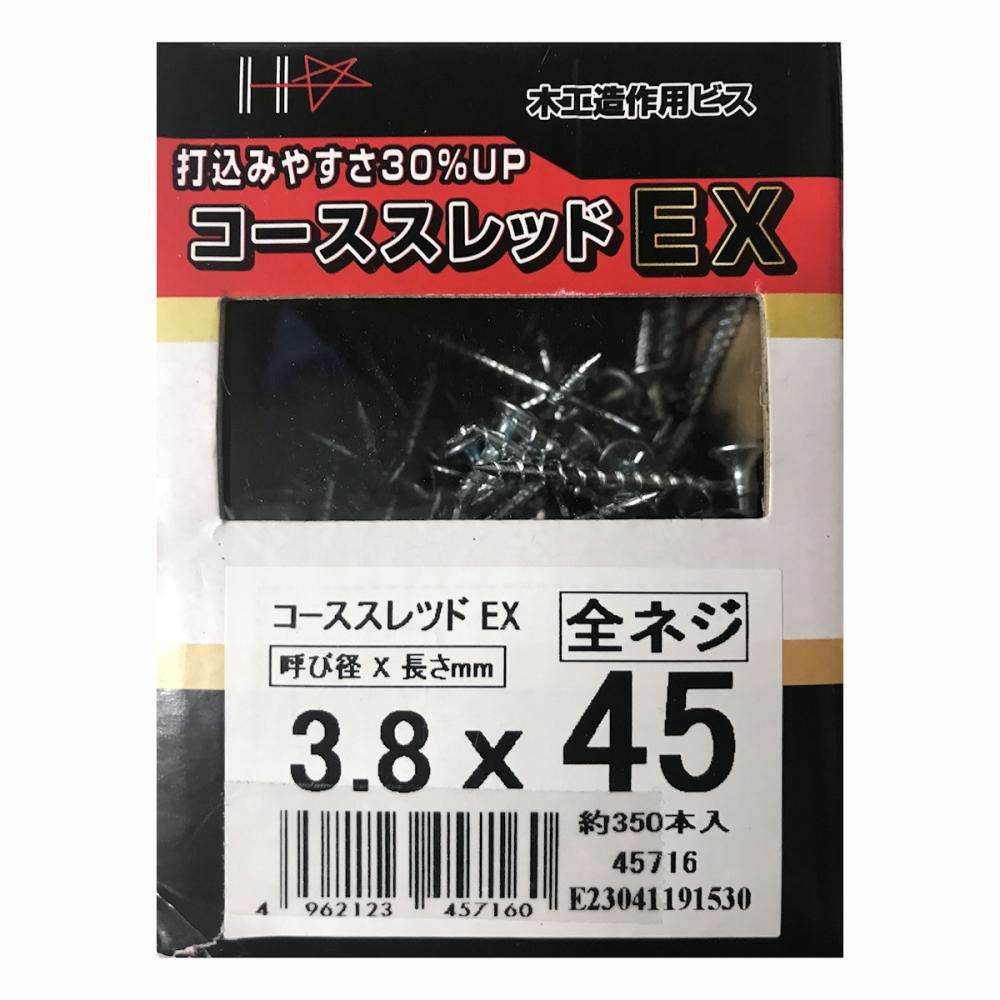 H☆
木工造作用ビス
打込みやすさ30%UP
コーススレッドEX
コーススレツド EX
全ネジ
呼び径 X 長さmm
3.8 x 45
約350本入
45716
E23041191530
4 962123 457160